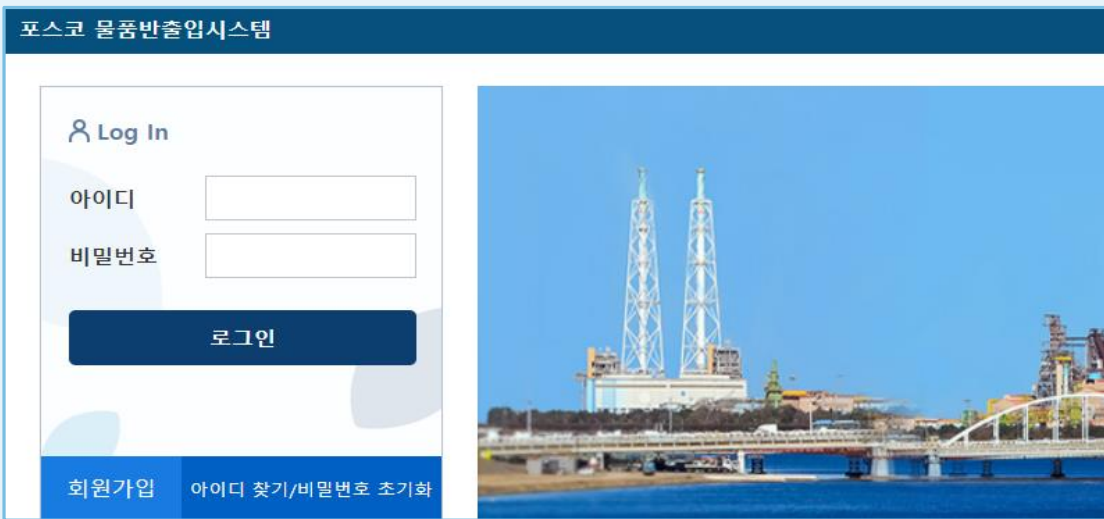 포스코 물품반출입시스템
Log In
아이디
비밀번호
로그인
회원가입 아이디 찾기/비밀번호 초기화